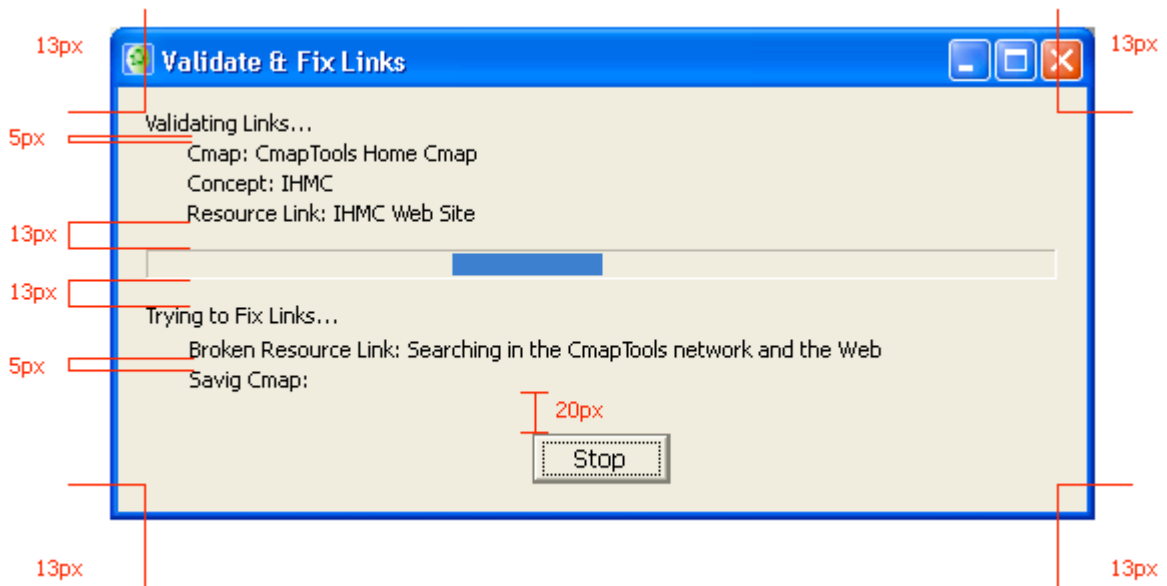 13px
13px
Validate & Fix Links
Validating Links...
5px
Cmap: CmapTools Home Cmap
Concept: IHMC
Resource Link: IHMC Web Site
13px
13px
Trying to Fix Links...
Broken Resource Link: Searching in the CmapTools network and the Web
5px
Savig Cmap:
20px
Stop
13px
13px